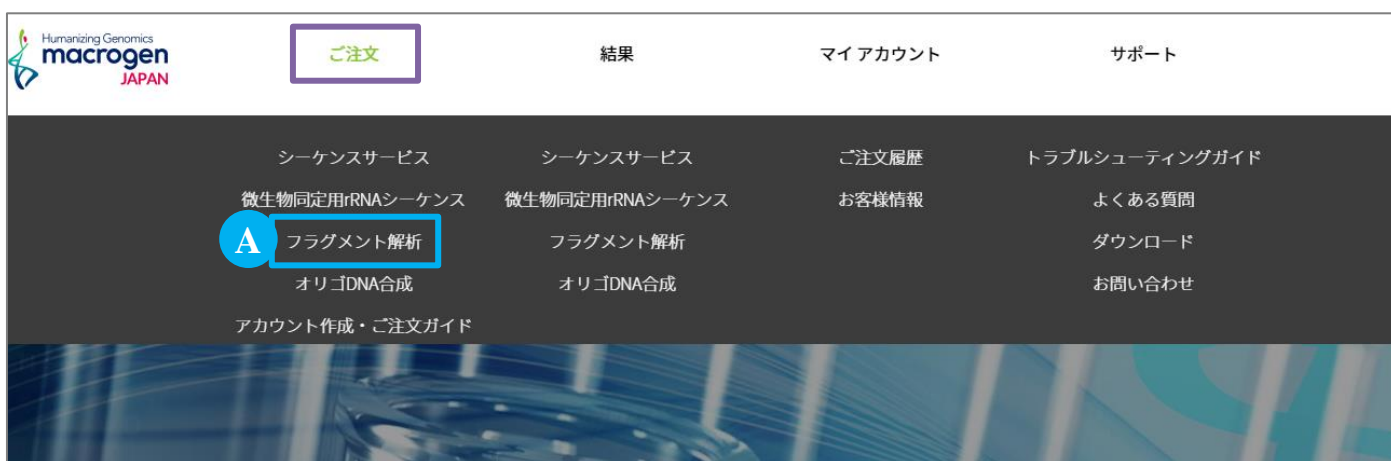 Humanizing Genomics
macrogen
JAPAN
ご注文 結果 マイ アカウント サポート
シーケンスサービス シーケンスサービス ご注文履歴 トラブルシューティングガイド
微生物同定用rRNAシーケンス 微生物同定用rRNAシーケンス お客様情報 よくある質問
A フラグメント解析 フラグメント解析 ダウンロード
オリゴDNA合成 オリゴDNA合成 お問い合わせ
アカウント作成・ご注文ガイド